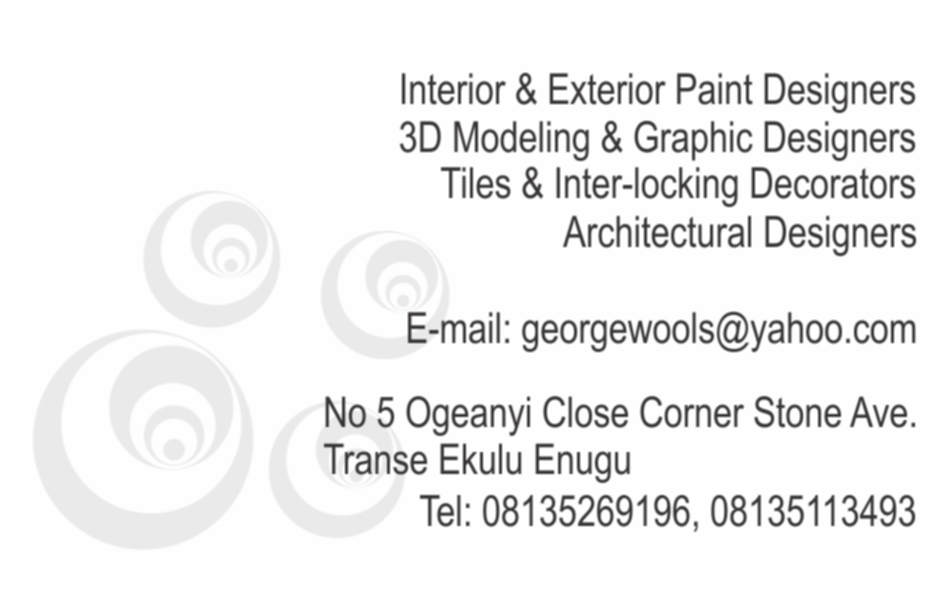 Interior & Exterior Paint Designers
3D Modeling & Graphic Designers
Tiles & Inter-locking Decorators
Architectural Designers
E-mail: georgewools@yahoo.com
No 5 Ogeanyi Close Corner Stone Ave.
Transe Ekulu Enugu
Tel: 08135269196, 08135113493